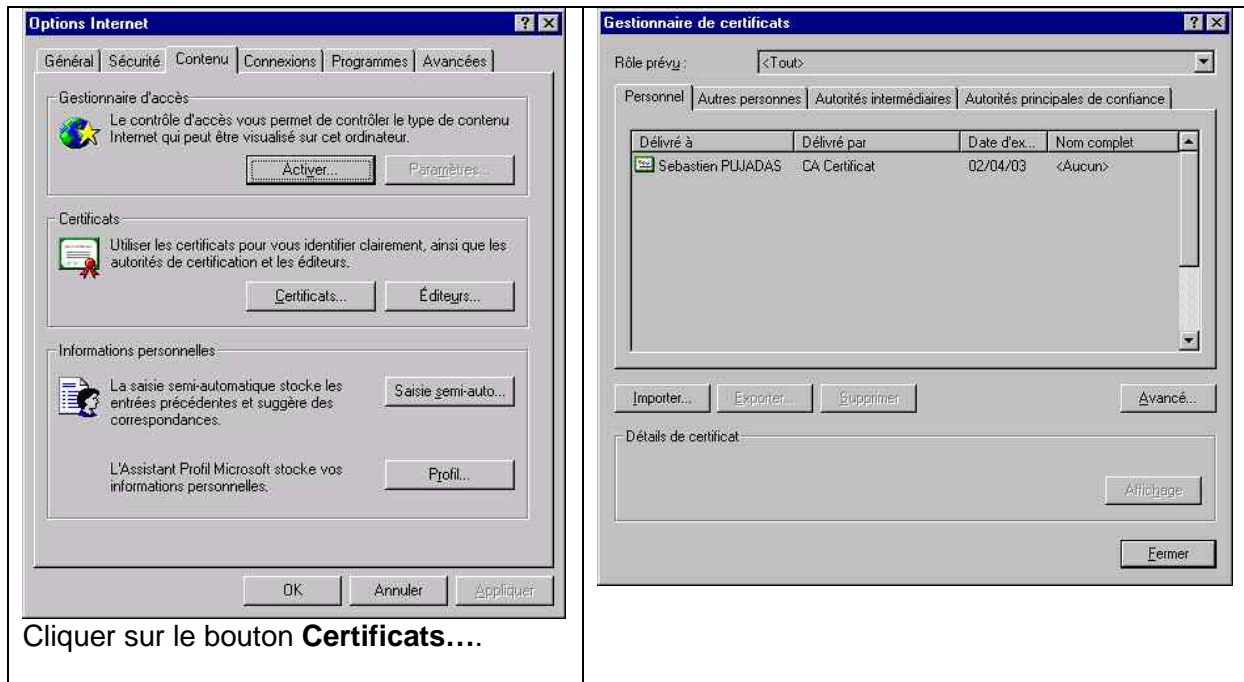 Options Internet
Général
Sécurité
Contenu
Connexions
Programmes
Avancées
Gestionnaire d'accès
Le contrôle d'accès vous permet de contrôler le type de contenu
Internet qui peut être visualisé sur cet ordinateur.
Activer...
Paramètres...
Certificats
Utiliser les certificats pour vous identifier clairement, ainsi que les
autorités de certification et les éditeurs.
Certificats...
Éditeurs...
Informations personnelles
La saisie semi-automatique stocke les
entrées précédentes et suggère des
correspondances.
Saisie semi-auto...
L'Assistant Profil Microsoft stocke vos
informations personnelles.
Profil...
OK
Annuler
Appliquer
Cliquer sur le bouton Certificats….
Gestionnaire de certificats
Rôle prévu :
<Tout>
Personnel
Autres personnes
Autorités intermédiaires
Autorités principales de confiance
Délivré à
Délivré par
Date d'ex...
Nom complet
Sebastien PUJADAS
CA Certificat
02/04/03
<Aucun>
Importer...
Exporter...
Supprimer
Avancé...
Détails de certificat
Affichage
Fermer